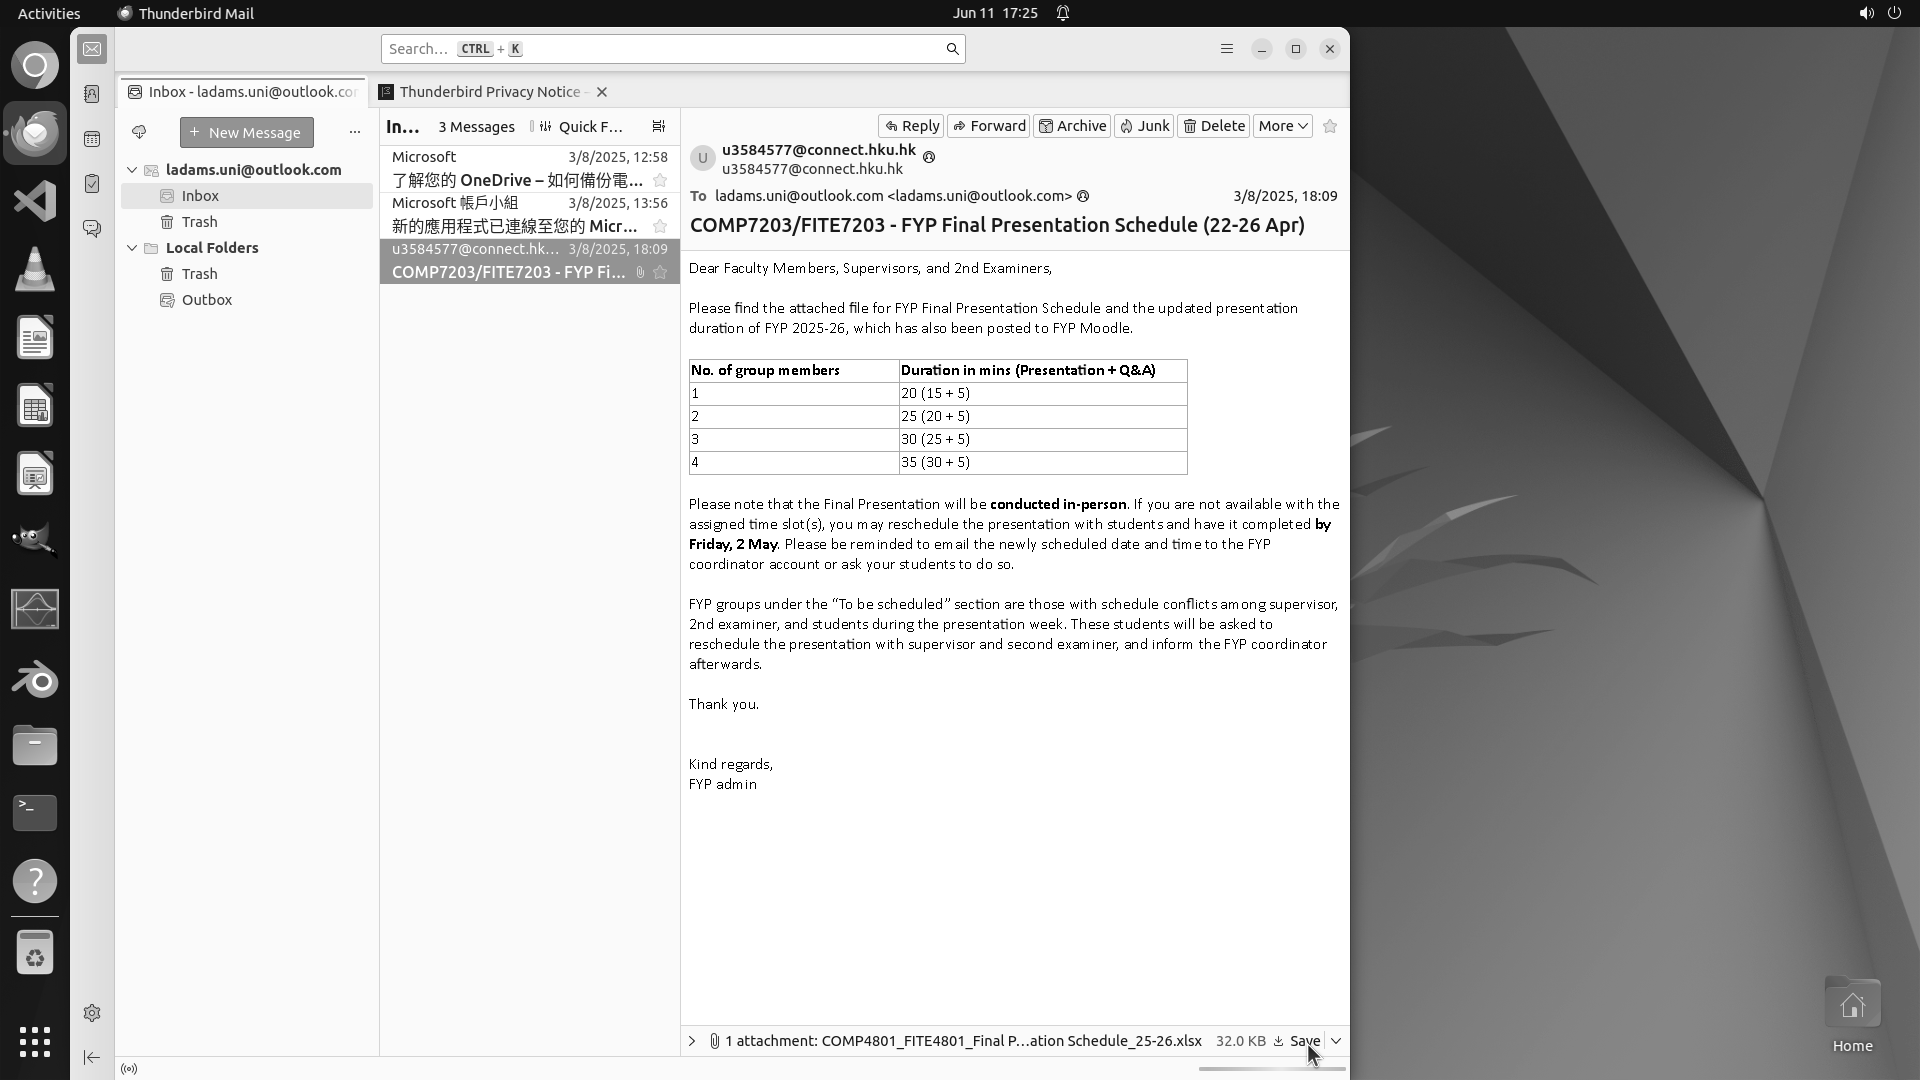 Activities
Thunderbird Mail
Jun 11 17:25
Search… CTRL + K
Inbox - ladams.uni@outlook.co
Thunderbird Privacy Notice
New Message
ladams.uni@outlook.com
Inbox
Trash
Local Folders
Trash
Outbox
In... 3 Messages Quick F...
Microsoft 3/8/2025, 12:58
了解您的 OneDrive – 如何備份電...
Microsoft 帳戶小組 3/8/2025, 13:56
新的應用程式已連線至您的 Micr...
u3584577@connect.hk... 3/8/2025, 18:09
COMP7203/FITE7203 - FYP Fi...
Reply Forward Archive Junk Delete More
U
u3584577@connect.hku.hk
u3584577@connect.hku.hk
To ladams.uni@outlook.com <ladams.uni@outlook.com> 3/8/2025, 18:09
COMP7203/FITE7203 - FYP Final Presentation Schedule (22-26 Apr)
Dear Faculty Members, Supervisors, and 2nd Examiners,
Please find the attached file for FYP Final Presentation Schedule and the updated presentation
duration of FYP 2025-26, which has also been posted to FYP Moodle.
No. of group members Duration in mins (Presentation + Q&A)
1 20 (15 + 5)
2 25 (20 + 5)
3 30 (25 + 5)
4 35 (30 + 5)
Please note that the Final Presentation will be conducted in-person. If you are not available with the
assigned time slot(s), you may reschedule the presentation with students and have it completed by
Friday, 2 May. Please be reminded to email the newly scheduled date and time to the FYP
coordinator account or ask your students to do so.
FYP groups under the “To be scheduled” section are those with schedule conflicts among supervisor,
2nd examiner, and students during the presentation week. These students will be asked to
reschedule the presentation with supervisor and second examiner, and inform the FYP coordinator
afterwards.
Thank you.
Kind regards,
FYP admin
1 attachment: COMP4801_FITE4801_Final P...ation Schedule_25-26.xlsx 32.0 KB Save
Home